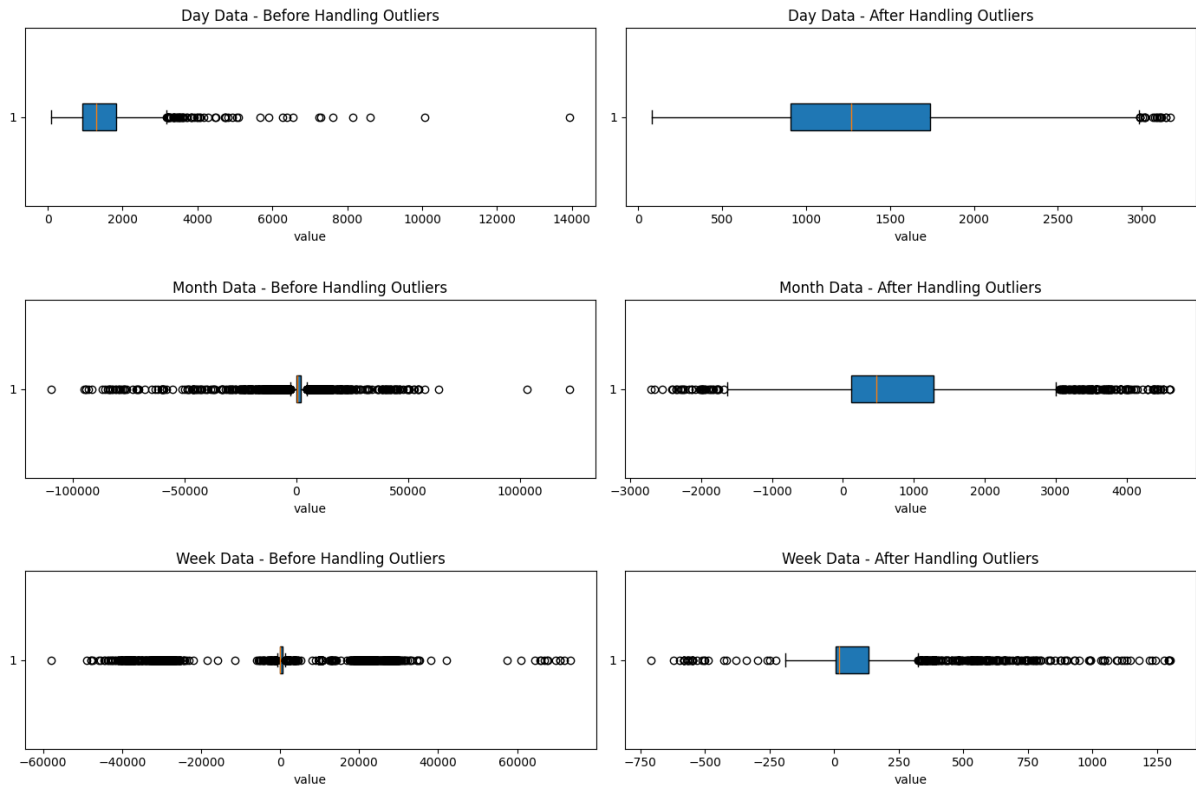 Day Data - Before Handling Outliers
1
0 2000 4000 6000 8000 10000 12000 14000
value
Day Data - After Handling Outliers
1
0 500 1000 1500 2000 2500 3000
value
Month Data - Before Handling Outliers
1
−100000 −50000 0 50000 100000
value
Month Data - After Handling Outliers
1
−3000 −2000 −1000 0 1000 2000 3000 4000
value
Week Data - Before Handling Outliers
1
−60000 −40000 −20000 0 20000 40000 60000
value
Week Data - After Handling Outliers
1
−750 −500 −250 0 250 500 750 1000 1250
value